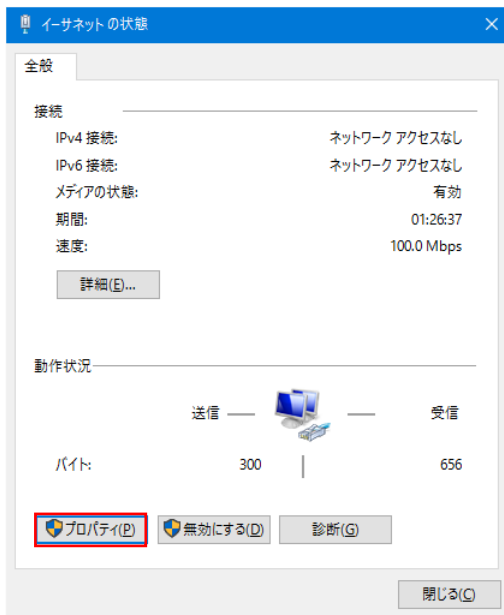 イーサネットの状態
全般
接続
IPv4 接続: ネットワーク アクセスなし
IPv6 接続: ネットワーク アクセスなし
メディアの状態: 有効
期間: 01:26:37
速度: 100.0 Mbps
詳細(E)...
動作状況
送信 受信
バイト: 300 656
プロパティ(P) 無効にする(D) 診断(G)
閉じる(C)